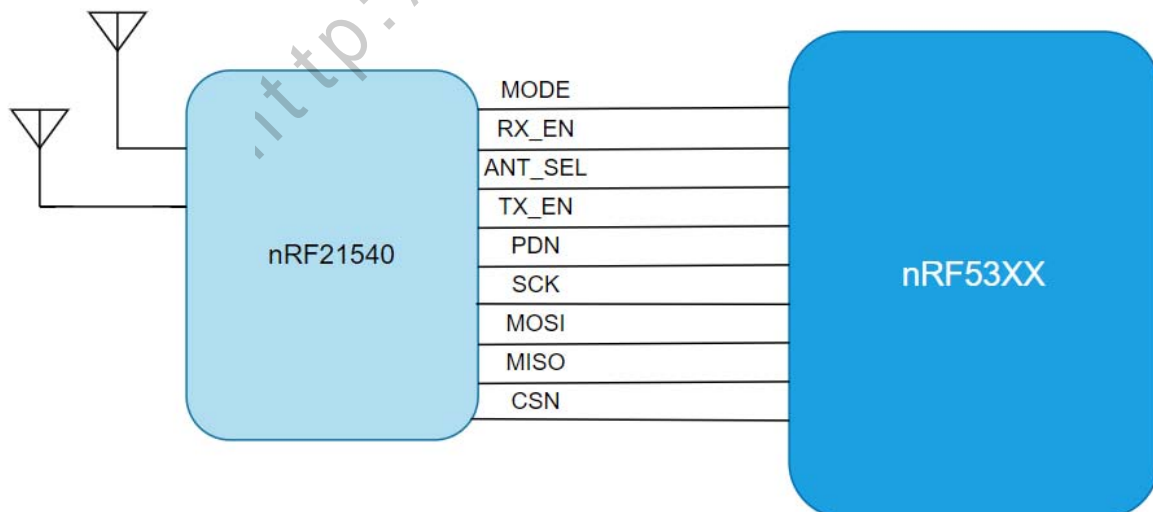 nRF21540
MODE
RX_EN
ANT_SEL
TX_EN
PDN
SCK
MOSI
MISO
CSN
nRF53XX